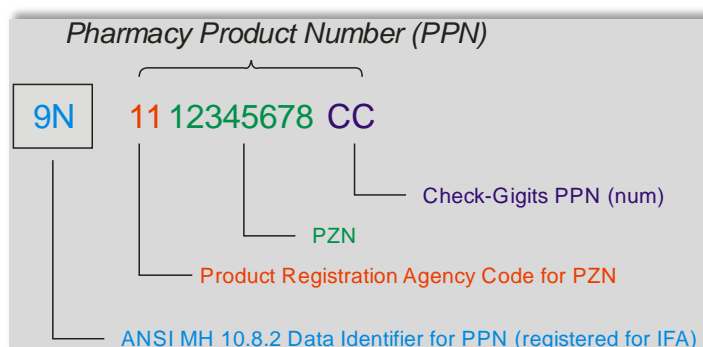 Pharmacy Product Number (PPN)
9N 11 12345678 CC
Check-Gigits PPN (num)
PZN
Product Registration Agency Code for PZN
ANSI MH 10.8.2 Data Identifier for PPN (registered for IFA)